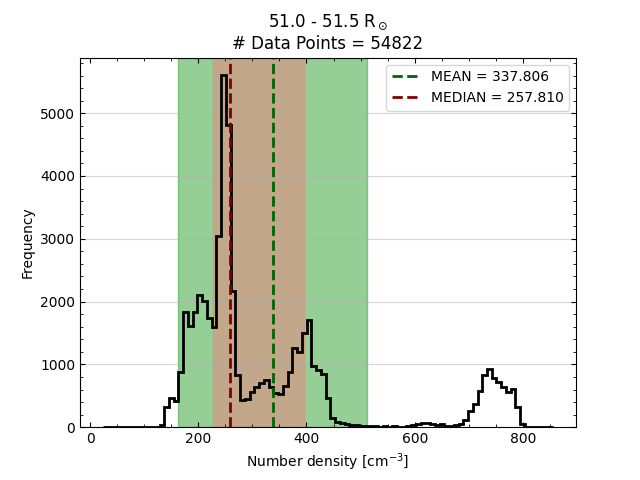 51.0 - 51.5 R⊙
# Data Points = 54822
MEAN = 337.806
MEDIAN = 257.810
Frequency
5000
4000
3000
2000
1000
0
0 200 400 600 800
Number density [cm⁻³]